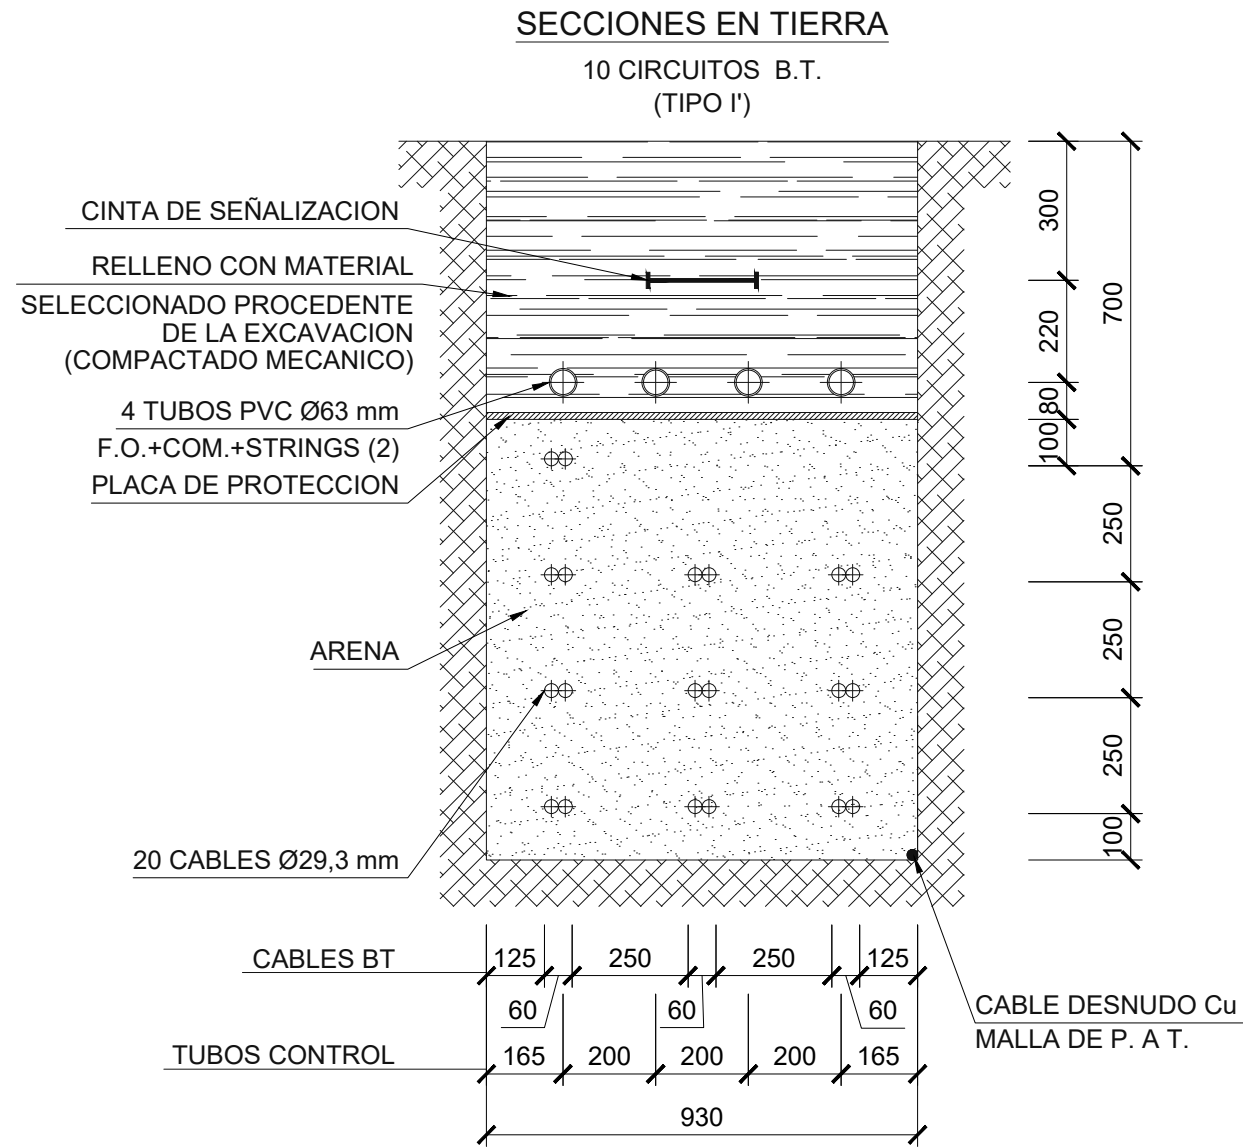 SECCIONES EN TIERRA
10 CIRCUITOS B.T.
(TIPO I')
CINTA DE SEÑALIZACION
RELLENO CON MATERIAL
SELECCIONADO PROCEDENTE
DE LA EXCAVACION
(COMPACTADO MECANICO)
4 TUBOS PVC Ø63 mm
F.O.+COM.+STRINGS (2)
PLACA DE PROTECCION
ARENA
20 CABLES Ø29,3 mm
300
220
80
100
700
250
250
250
100
CABLES BT
125
250
250
125
60
60
60
TUBOS CONTROL
165
200
200
200
165
930
CABLE DESNUDO Cu
MALLA DE P. A T.